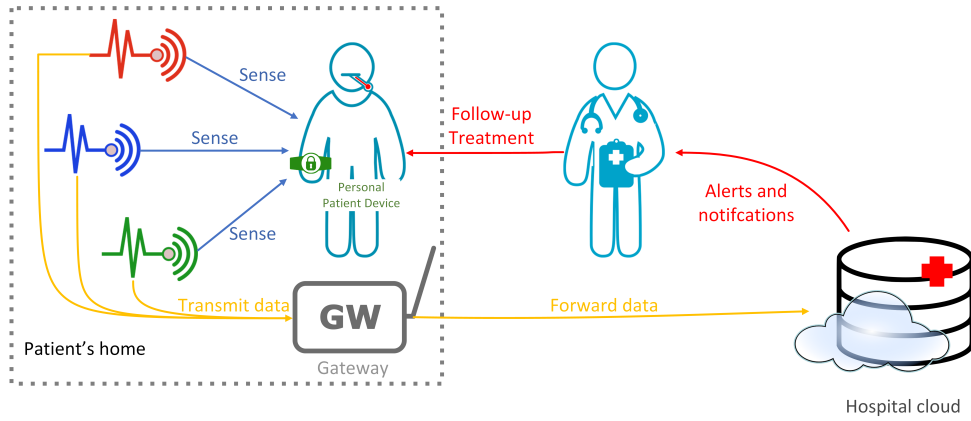 Sense
Sense
Sense
Personal
Patient Device
Follow-up
Treatment
Alerts and
notifcations
Transmit data
GW
Forward data
Patient's home
Gateway
Hospital cloud